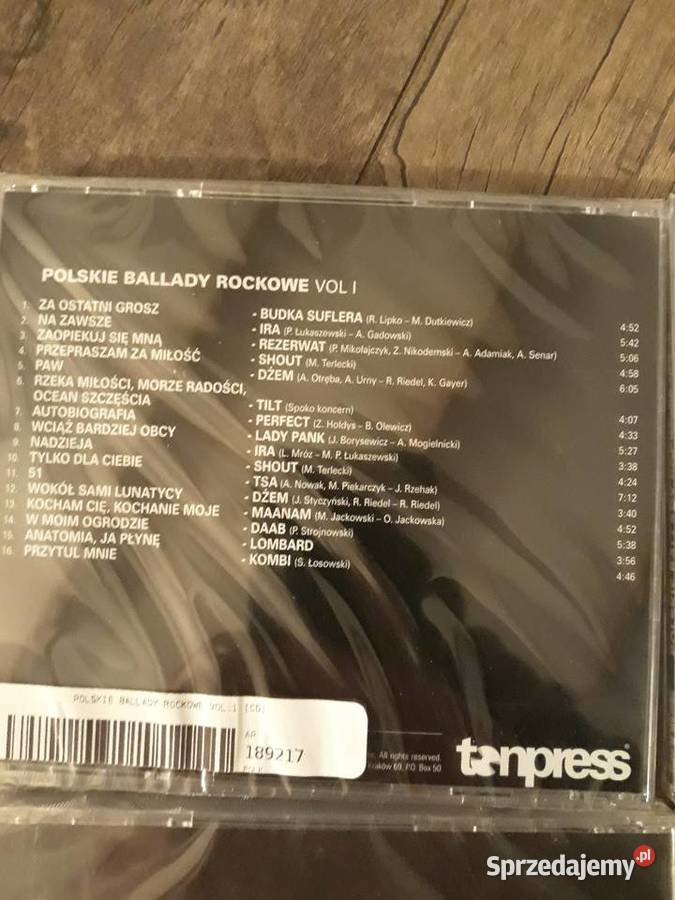 POLSKIE BALLADY ROCKOWE VOL I
1. ZA OSTATNI GROSZ - BUDKA SUFLERA (R. Lipko – M. Dutkiewicz) 4:52
2. NA ZAWSZE - IRA (P. Łukaszewski – A. Gadowski) 5:42
3. ZAOPIEKUJ SIĘ MNĄ - REZERWAT (P. Mikołajczyk, Z. Nikodemski – A. Adamiak, A. Senar) 5:06
4. PRZEPRASZAM ZA MIŁOŚĆ - SHOUT (M. Terlecki) 4:58
5. PAW - DŻEM (A. Otręba, A. Urny – R. Riedel, K. Gayer) 6:05
6. RZEKA MIŁOŚCI, MORZE RADOŚCI,
OCEAN SZCZĘŚCIA - TILT (Spoko koncern) 4:07
7. AUTOBIOGRAFIA - PERFECT (Z. Hołdys – B. Olewicz) 4:33
8. WCIĄŻ BARDZIEJ OBCY - LADY PANK (J. Borysewicz – A. Mogielnicki) 5:27
9. NADZIEJA - IRA (L. Mróz – M. P. Łukaszewski) 3:38
10. TYLKO DLA CIEBIE - SHOUT (M. Terlecki) 4:24
11. 51 - TSA (A. Nowak, M. Piekarczyk – J. Rzehak) 7:12
12. WOKÓŁ SAMI LUNATYCY - DŻEM (J. Styczyński, R. Riedel – R. Riedel) 3:40
13. KOCHAM CIĘ, KOCHANIE MOJE - MAANAM (M. Jackowski – O. Jackowska) 4:52
14. W MOIM OGRODZIE - DAAB (P. Strojnowski) 5:38
15. ANATOMIA, JA PŁYNĘ - LOMBARD 3:56
16. PRZYTUL MNIE - KOMBI (S. Łosowski) 4:46
POLSKIE BALLADY ROCKOWE VOL.1 [CD]
AP
189217
All rights reserved.
Kraków 69, P.O. Box 50
tonpress
Sprzedajemy.pl